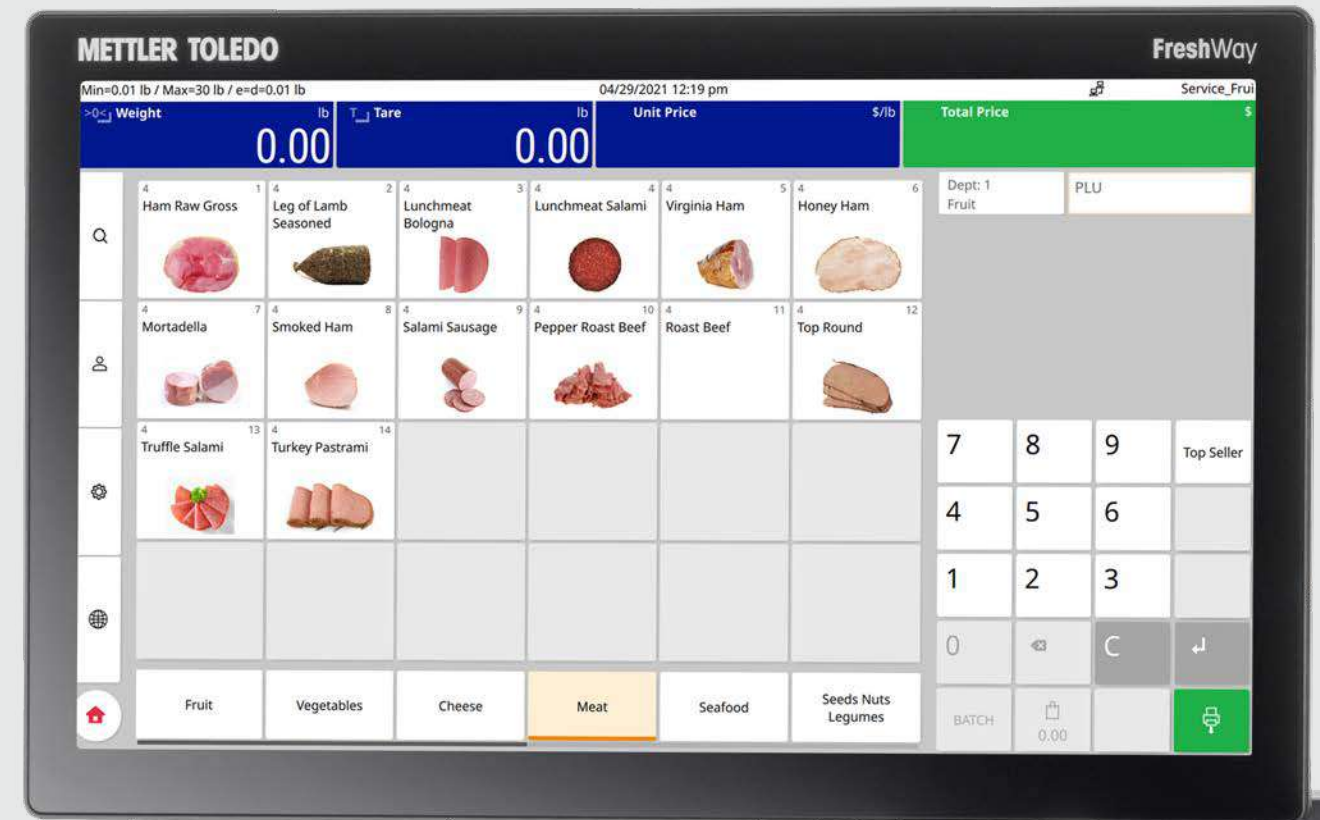 METTLER TOLEDO
FreshWay
Min=0.01 lb / Max=30 lb / e=d=0.01 lb
04/29/2021 12:19 pm
Service_Frui
>0< Weight lb
0.00
T Tare lb
0.00
Unit Price $/lb
Total Price $
4 1
Ham Raw Gross
4 2
Leg of Lamb
Seasoned
4 3
Lunchmeat
Bologna
4 4
Lunchmeat Salami
4 5
Virginia Ham
4 6
Honey Ham
Dept: 1
Fruit
PLU
4 7
Mortadella
4 8
Smoked Ham
4 9
Salami Sausage
4 10
Pepper Roast Beef
4 11
Roast Beef
4 12
Top Round
4 13
Truffle Salami
4 14
Turkey Pastrami
7 8 9 Top Seller
4 5 6
1 2 3
0 C
Fruit
Vegetables
Cheese
Meat
Seafood
Seeds Nuts
Legumes
BATCH
0.00